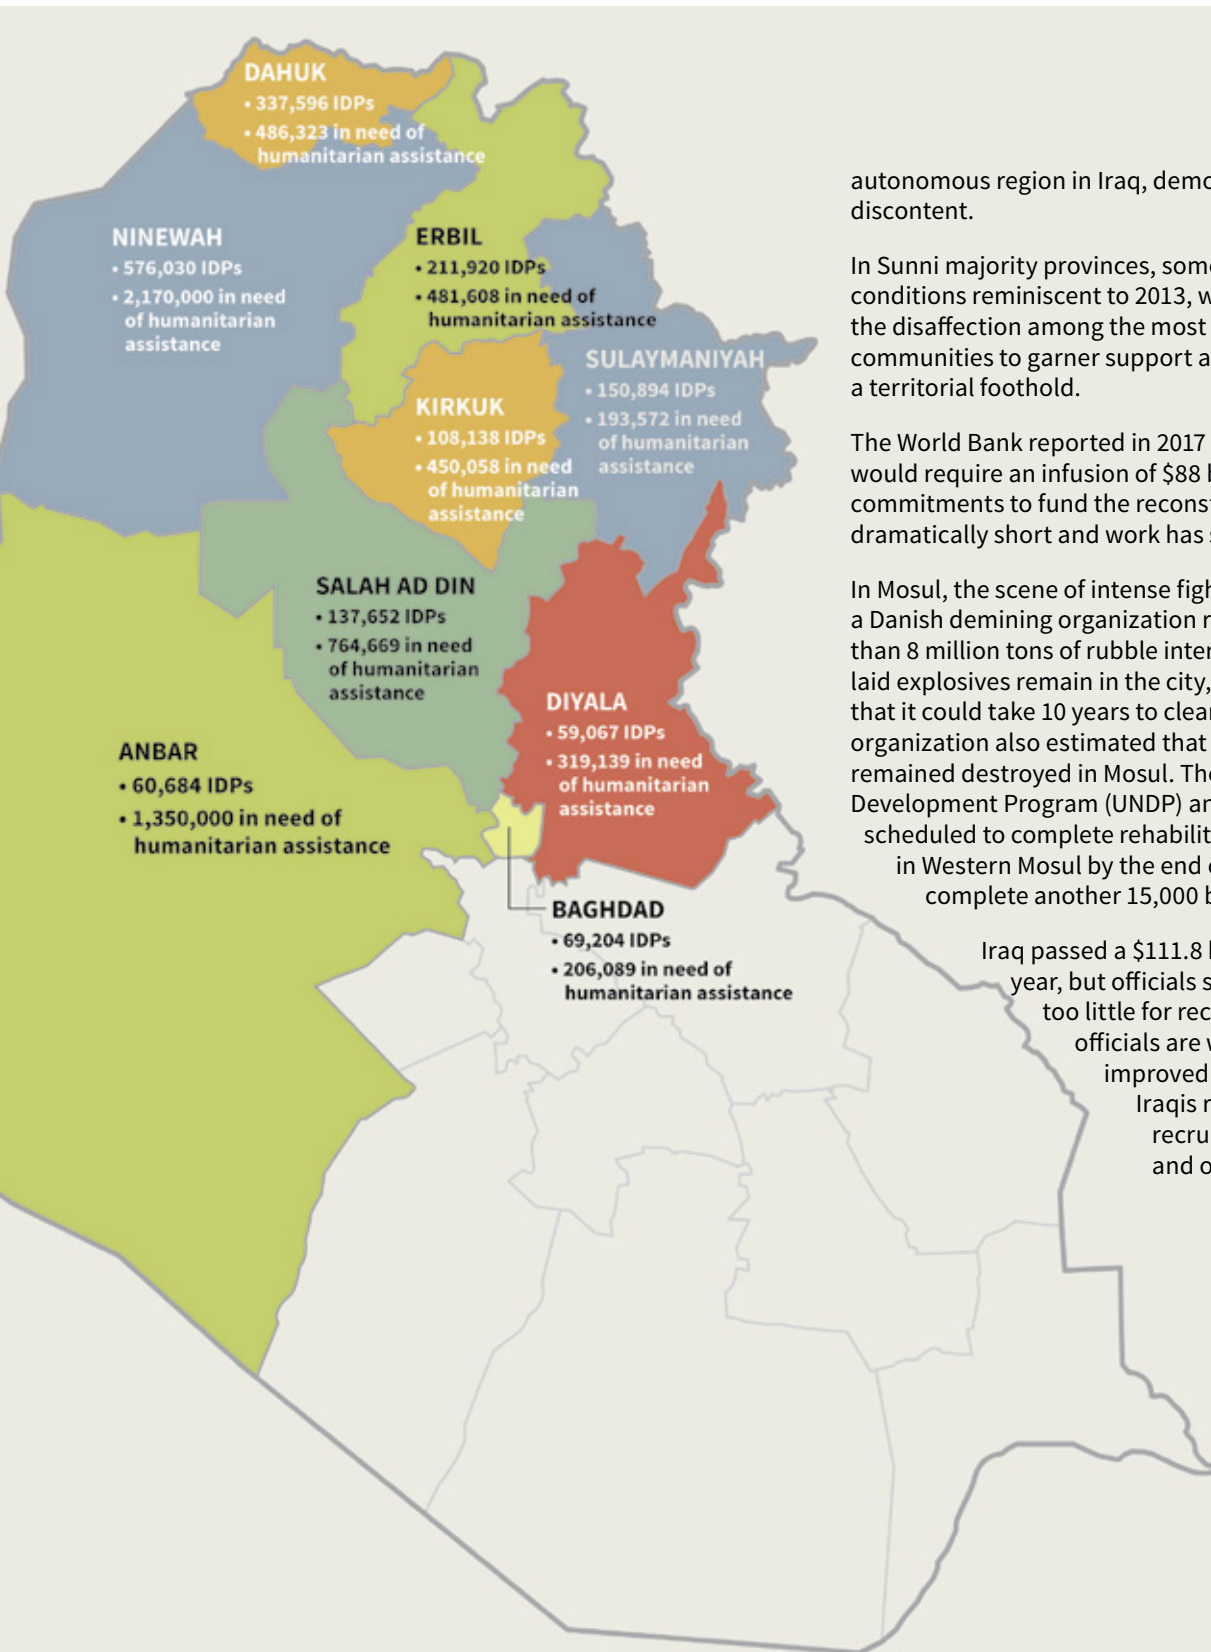 DAHUK
• 337,596 IDPs
• 486,323 in need of
humanitarian assistance
NINEWAH
• 576,030 IDPs
• 2,170,000 in need
of humanitarian
assistance
ERBIL
• 211,920 IDPs
• 481,608 in need of
humanitarian assistance
SULAYMANIYAH
• 150,894 IDPs
• 193,572 in need
of humanitarian
assistance
KIRKUK
• 108,138 IDPs
• 450,058 in need
of humanitarian
assistance
SALAH AD DIN
• 137,652 IDPs
• 764,669 in need
of humanitarian
assistance
DIYALA
• 59,067 IDPs
• 319,139 in need
of humanitarian
assistance
ANBAR
• 60,684 IDPs
• 1,350,000 in need of
humanitarian assistance
BAGHDAD
• 69,204 IDPs
• 206,089 in need of
humanitarian assistance
autonomous region in Iraq,
discontent.
In Sunni majority provinces,
conditions reminiscent to 2013,
the disaffection among the most
communities to garner support
a territorial foothold.
The World Bank reported in 2017
would require an infusion of $88
commitments to fund the
dramatically short and work has
In Mosul, the scene of intense
a Danish demining organization
than 8 million tons of rubble
laid explosives remain in the city,
that it could take 10 years to
organization also estimated that
remained destroyed in Mosul.
Development Program (UNDP)
scheduled to complete
in Western Mosul by the end
complete another 15,000
Iraq passed a $111.8
year, but officials
too little for
officials are
improved
Iraqis
and